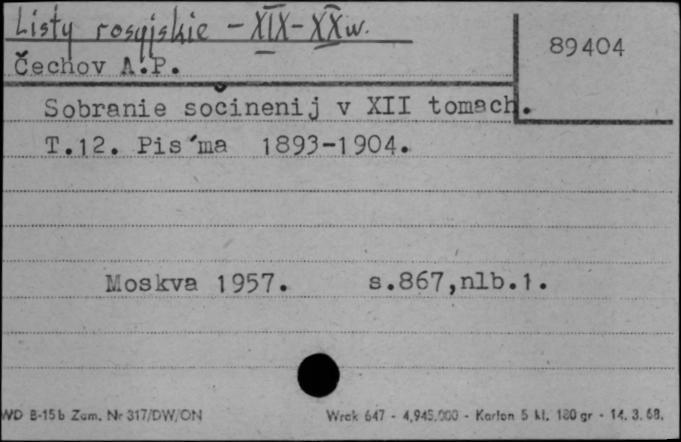 Listy rosyjskie - XIX-XX w.
89404
Čechov A.P.
Sobranie sočinenij v XII tomach.
T.12. Pis´ma 1893-1904.
Moskva 1957. s.867,nlb.1.
WD B-15b Zam. Nr 317/DW/ON Wrek 647 - 4,945,000 - Karton 5 kl. 180 gr - 14. 3. 68.